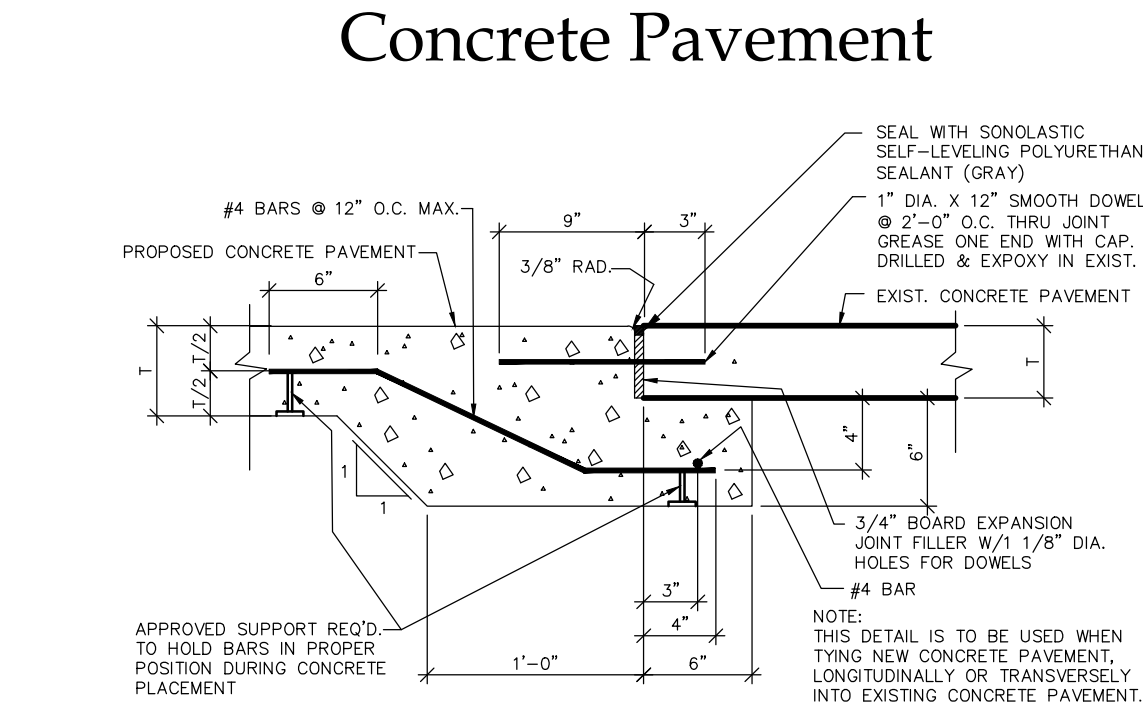 Concrete Pavement
SEAL WITH SONOLASTIC
SELF-LEVELING POLYURETHAN
SEALANT (GRAY)
1" DIA. X 12" SMOOTH DOWEL
@ 2'-0" O.C. THRU JOINT
GREASE ONE END WITH CAP.
DRILLED & EXPOXY IN EXIST.
EXIST. CONCRETE PAVEMENT
#4 BARS @ 12" O.C. MAX.
PROPOSED CONCRETE PAVEMENT
9"
3"
3/8" RAD.
6"
T
T/2
T/2
T
4"
6"
1
1
3/4" BOARD EXPANSION
JOINT FILLER W/1 1/8" DIA.
HOLES FOR DOWELS
#4 BAR
3"
4"
1'-0"
6"
APPROVED SUPPORT REQ'D.
TO HOLD BARS IN PROPER
POSITION DURING CONCRETE
PLACEMENT
NOTE:
THIS DETAIL IS TO BE USED WHEN
TYING NEW CONCRETE PAVEMENT,
LONGITUDINALLY OR TRANSVERSELY
INTO EXISTING CONCRETE PAVEMENT.